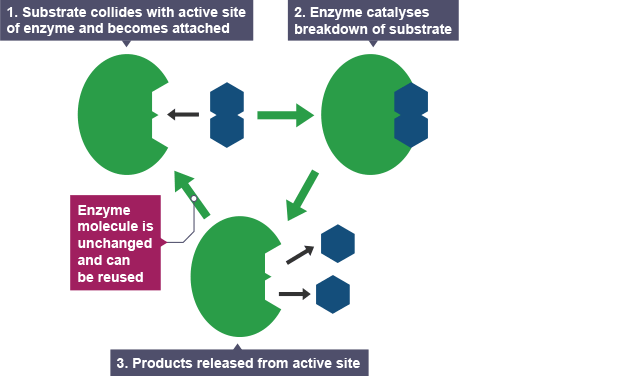 1. Substrate collides with active site
of enzyme and becomes attached
2. Enzyme catalyses
breakdown of substrate
Enzyme
molecule is
unchanged
and can
be reused
3. Products released from active site